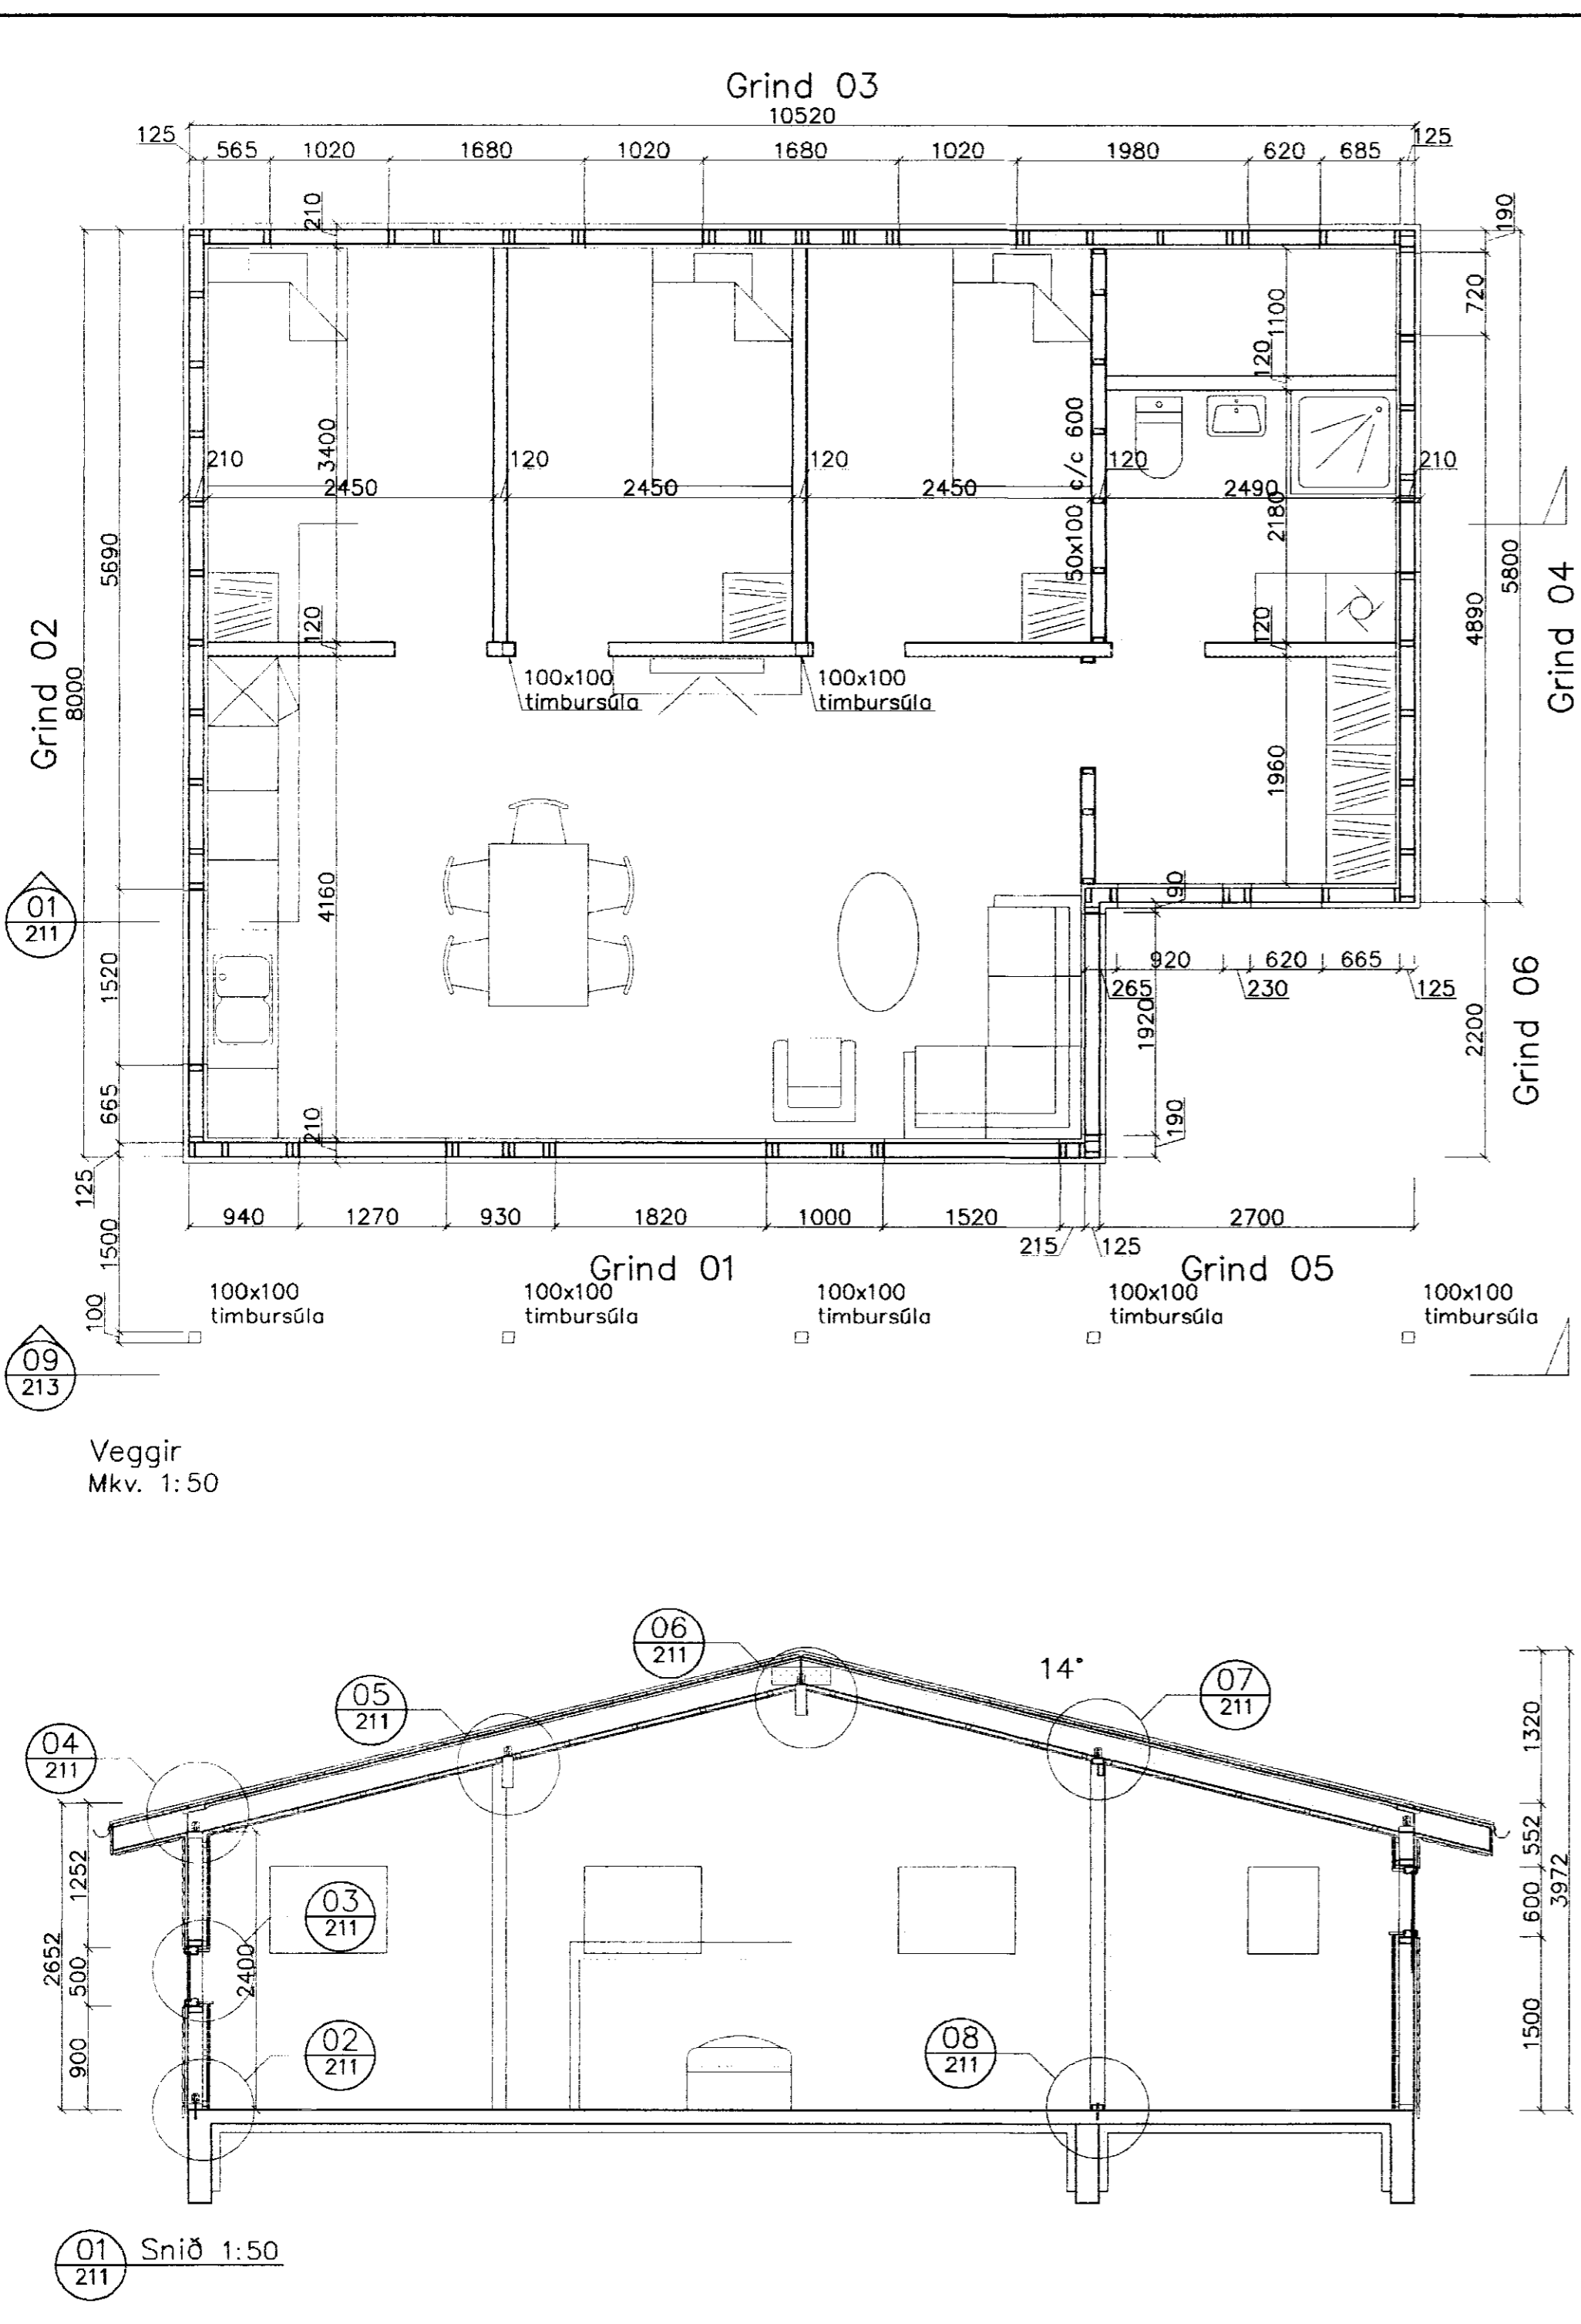 Grind 03
10520
125 565 1020 1680 1020 1680 1020 1980 620 685 125
210
190
720
1100
120
3400
50x100 c/c 600
210 120 120 120 210
2450 2450 2450 2490
2180
5690
5800
Grind 04
4890
Grind 02
8000
120
120
100x100
timbursúla
100x100
timbursúla
1960
4160
90
01
211
1520
920 620 665
265 230 125
1920
2200
Grind 06
665
210
190
125
940 1270 930 1820 1000 1520 2700
215 125
1500
Grind 01
Grind 05
100x100
timbursúla
100x100
timbursúla
100x100
timbursúla
100x100
timbursúla
100x100
timbursúla
100
09
213
Veggir
Mkv. 1:50
06
211
14°
05
211
07
211
04
211
1320
552
3972
600
1500
1252
2652
500
900
2400
03
211
02
211
08
211
01
211
Snið 1:50